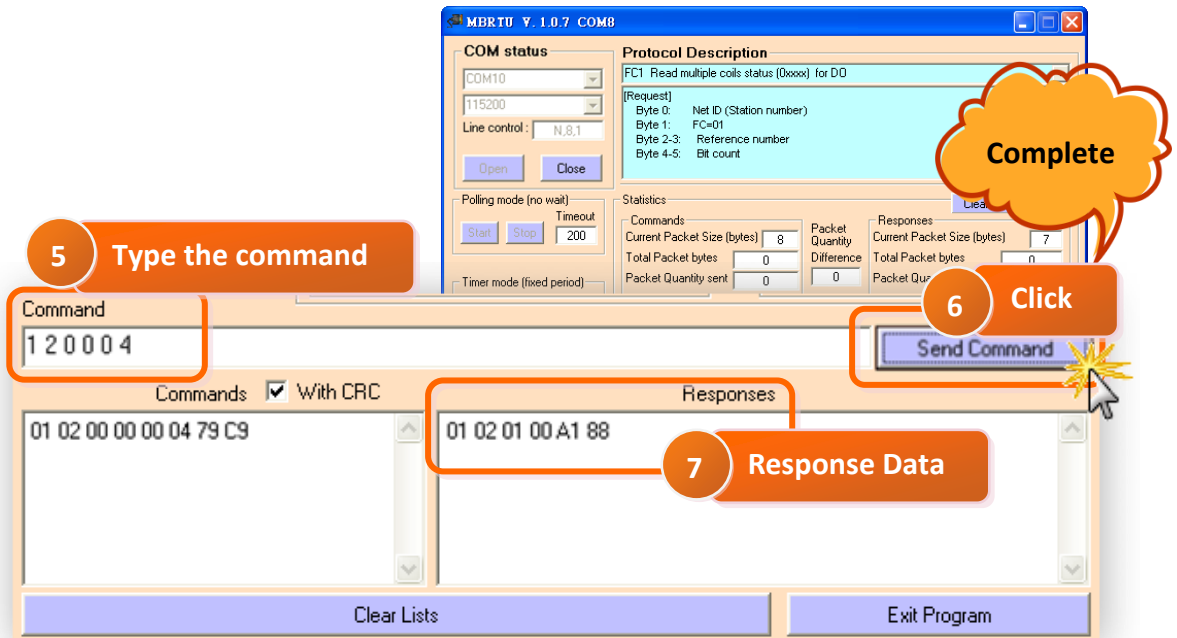 MBRTU V. 1.0.7 COM8
COM status
COM10
115200
Line control :
N,8,1
Open
Close
Protocol Description
FC1 Read multiple coils status (0xxxx) for DO
[Request]
Byte 0: Net ID (Station number)
Byte 1: FC=01
Byte 2-3: Reference number
Byte 4-5: Bit count
Complete
Polling mode (no wait)
Timeout
Start
Stop
200
Timer mode (fixed period)
Statistics
Commands
Current Packet Size (bytes) 8
Total Packet bytes 0
Packet Quantity sent 0
Packet
Quantity
Difference
0
Responses
Current Packet Size (bytes) 7
Total Packet bytes 0
Packet
5 Type the command
6 Click
Command
1 2 0 0 0 4
Send Command
Commands With CRC
Responses
01 02 00 00 00 04 79 C9
01 02 01 00 A1 88
7 Response Data
Clear Lists
Exit Program